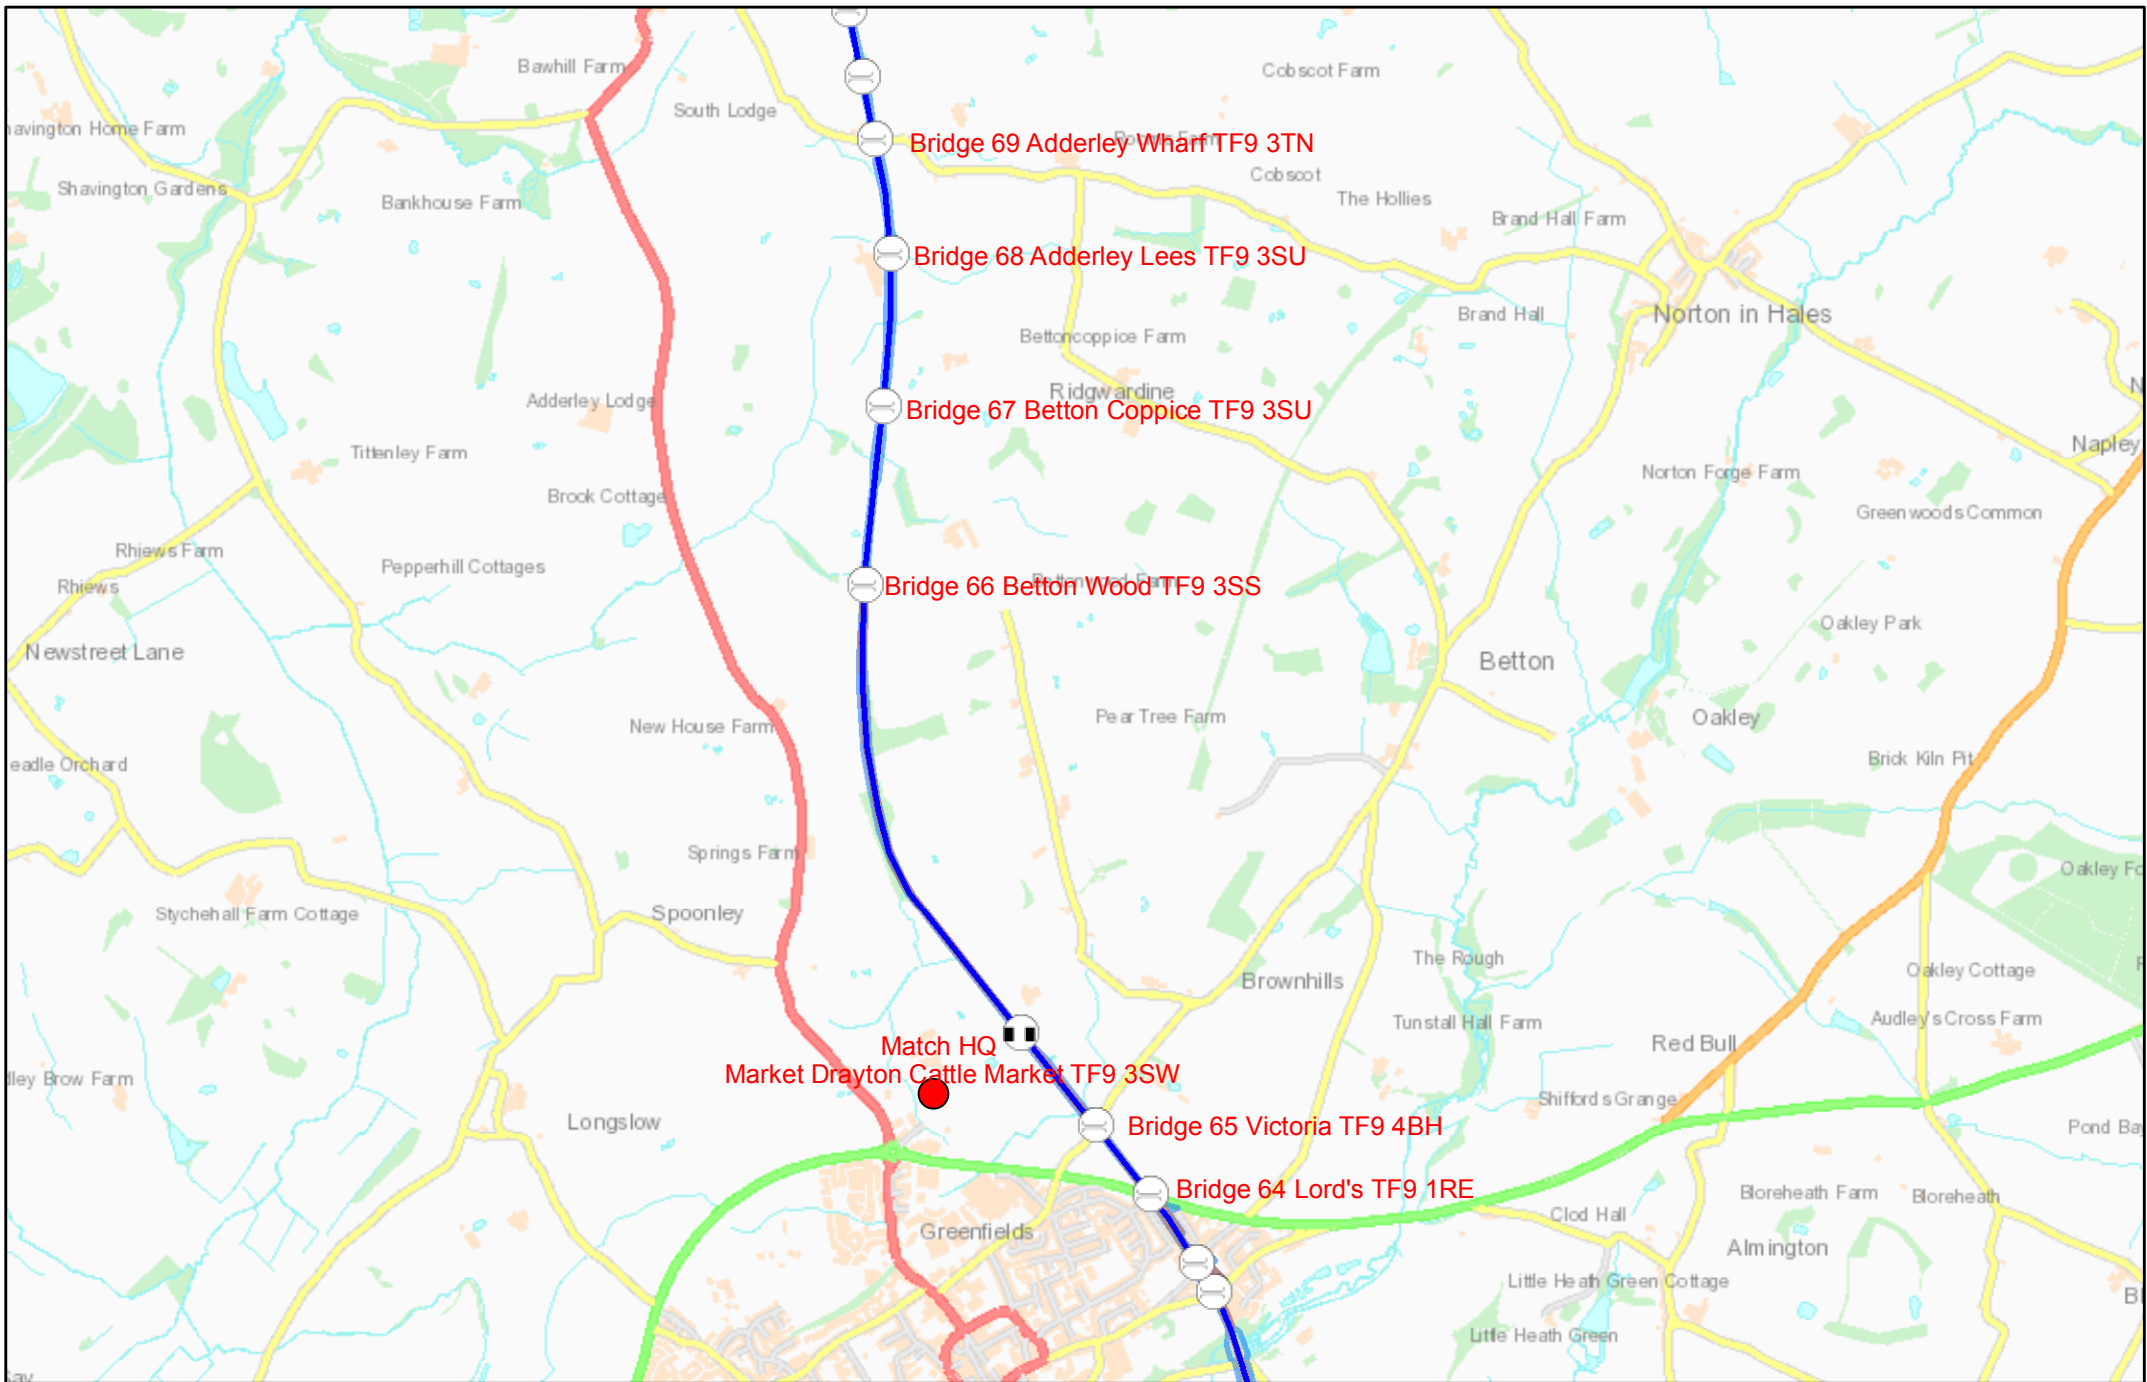 Bawhill Farm
Cobscot Farm
South Lodge
Shavington Gardens
Bridge 69 Adderley Wharf TF9 3TN
Cobscot
The Hollies
Bankhouse Farm
Brand Hall Farm
Bridge 68 Adderley Lees TF9 3SU
Brand Hall
Norton in Hales
Bettoncoppice Farm
Ridgwardine
Adderley Lodge
Bridge 67 Betton Coppice TF9 3SU
Napley
Tittenley Farm
Norton Forge Farm
Brook Cottage
Greenwoods Common
Rhiews Farm
Pepperhill Cottages
Rhiews
Bridge 66 Betton Wood TF9 3SS
Bettonwood Farm
Oakley Park
Newstreet Lane
Betton
New House Farm
Pear Tree Farm
Oakley
eadle Orchard
Brick Kiln Pit
Springs Farm
Oakley Fo
Stychehall Farm Cottage
Spoonley
The Rough
Brownhills
Oakley Cottage
Tunstall Hall Farm
Audley's Cross Farm
Match HQ
Red Bull
Market Drayton Cattle Market TF9 3SW
dley Brow Farm
Shiffords Grange
Longslow
Bridge 65 Victoria TF9 4BH
Pond Bay
Bridge 64 Lord's TF9 1RE
Bloreheath Farm
Bloreheath
Clod Hall
Greenfields
Almington
Little Heath Green Cottage
Bl
Little Heath Green